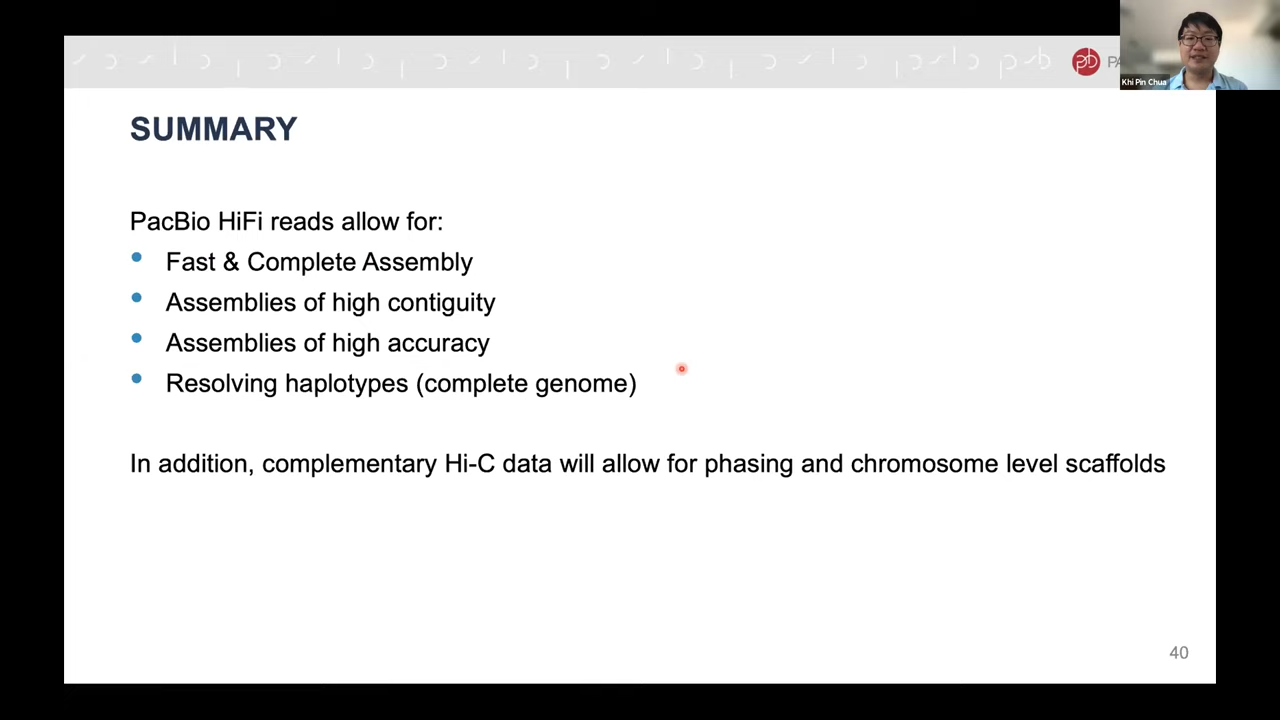 Khi Pin Chua
SUMMARY
PacBio HiFi reads allow for:
• Fast & Complete Assembly
• Assemblies of high contiguity
• Assemblies of high accuracy
• Resolving haplotypes (complete genome)
In addition, complementary Hi-C data will allow for phasing and chromosome level scaffolds
40